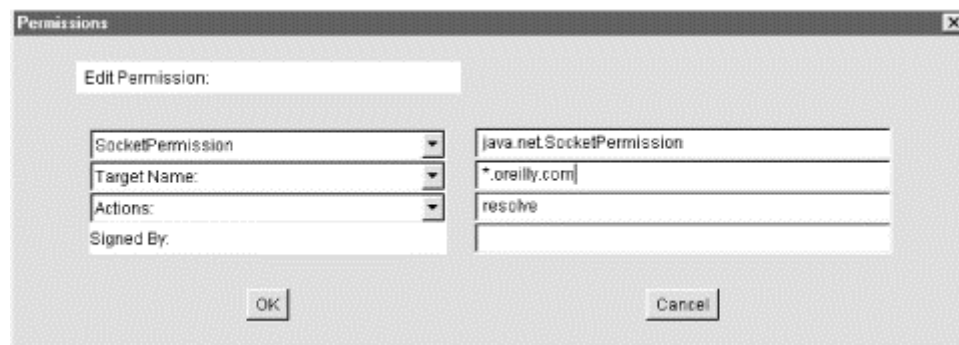 Permissions
Edit Permission:
SocketPermission java.net.SocketPermission
Target Name: *.oreilly.com
Actions: resolve
Signed By:
OK Cancel